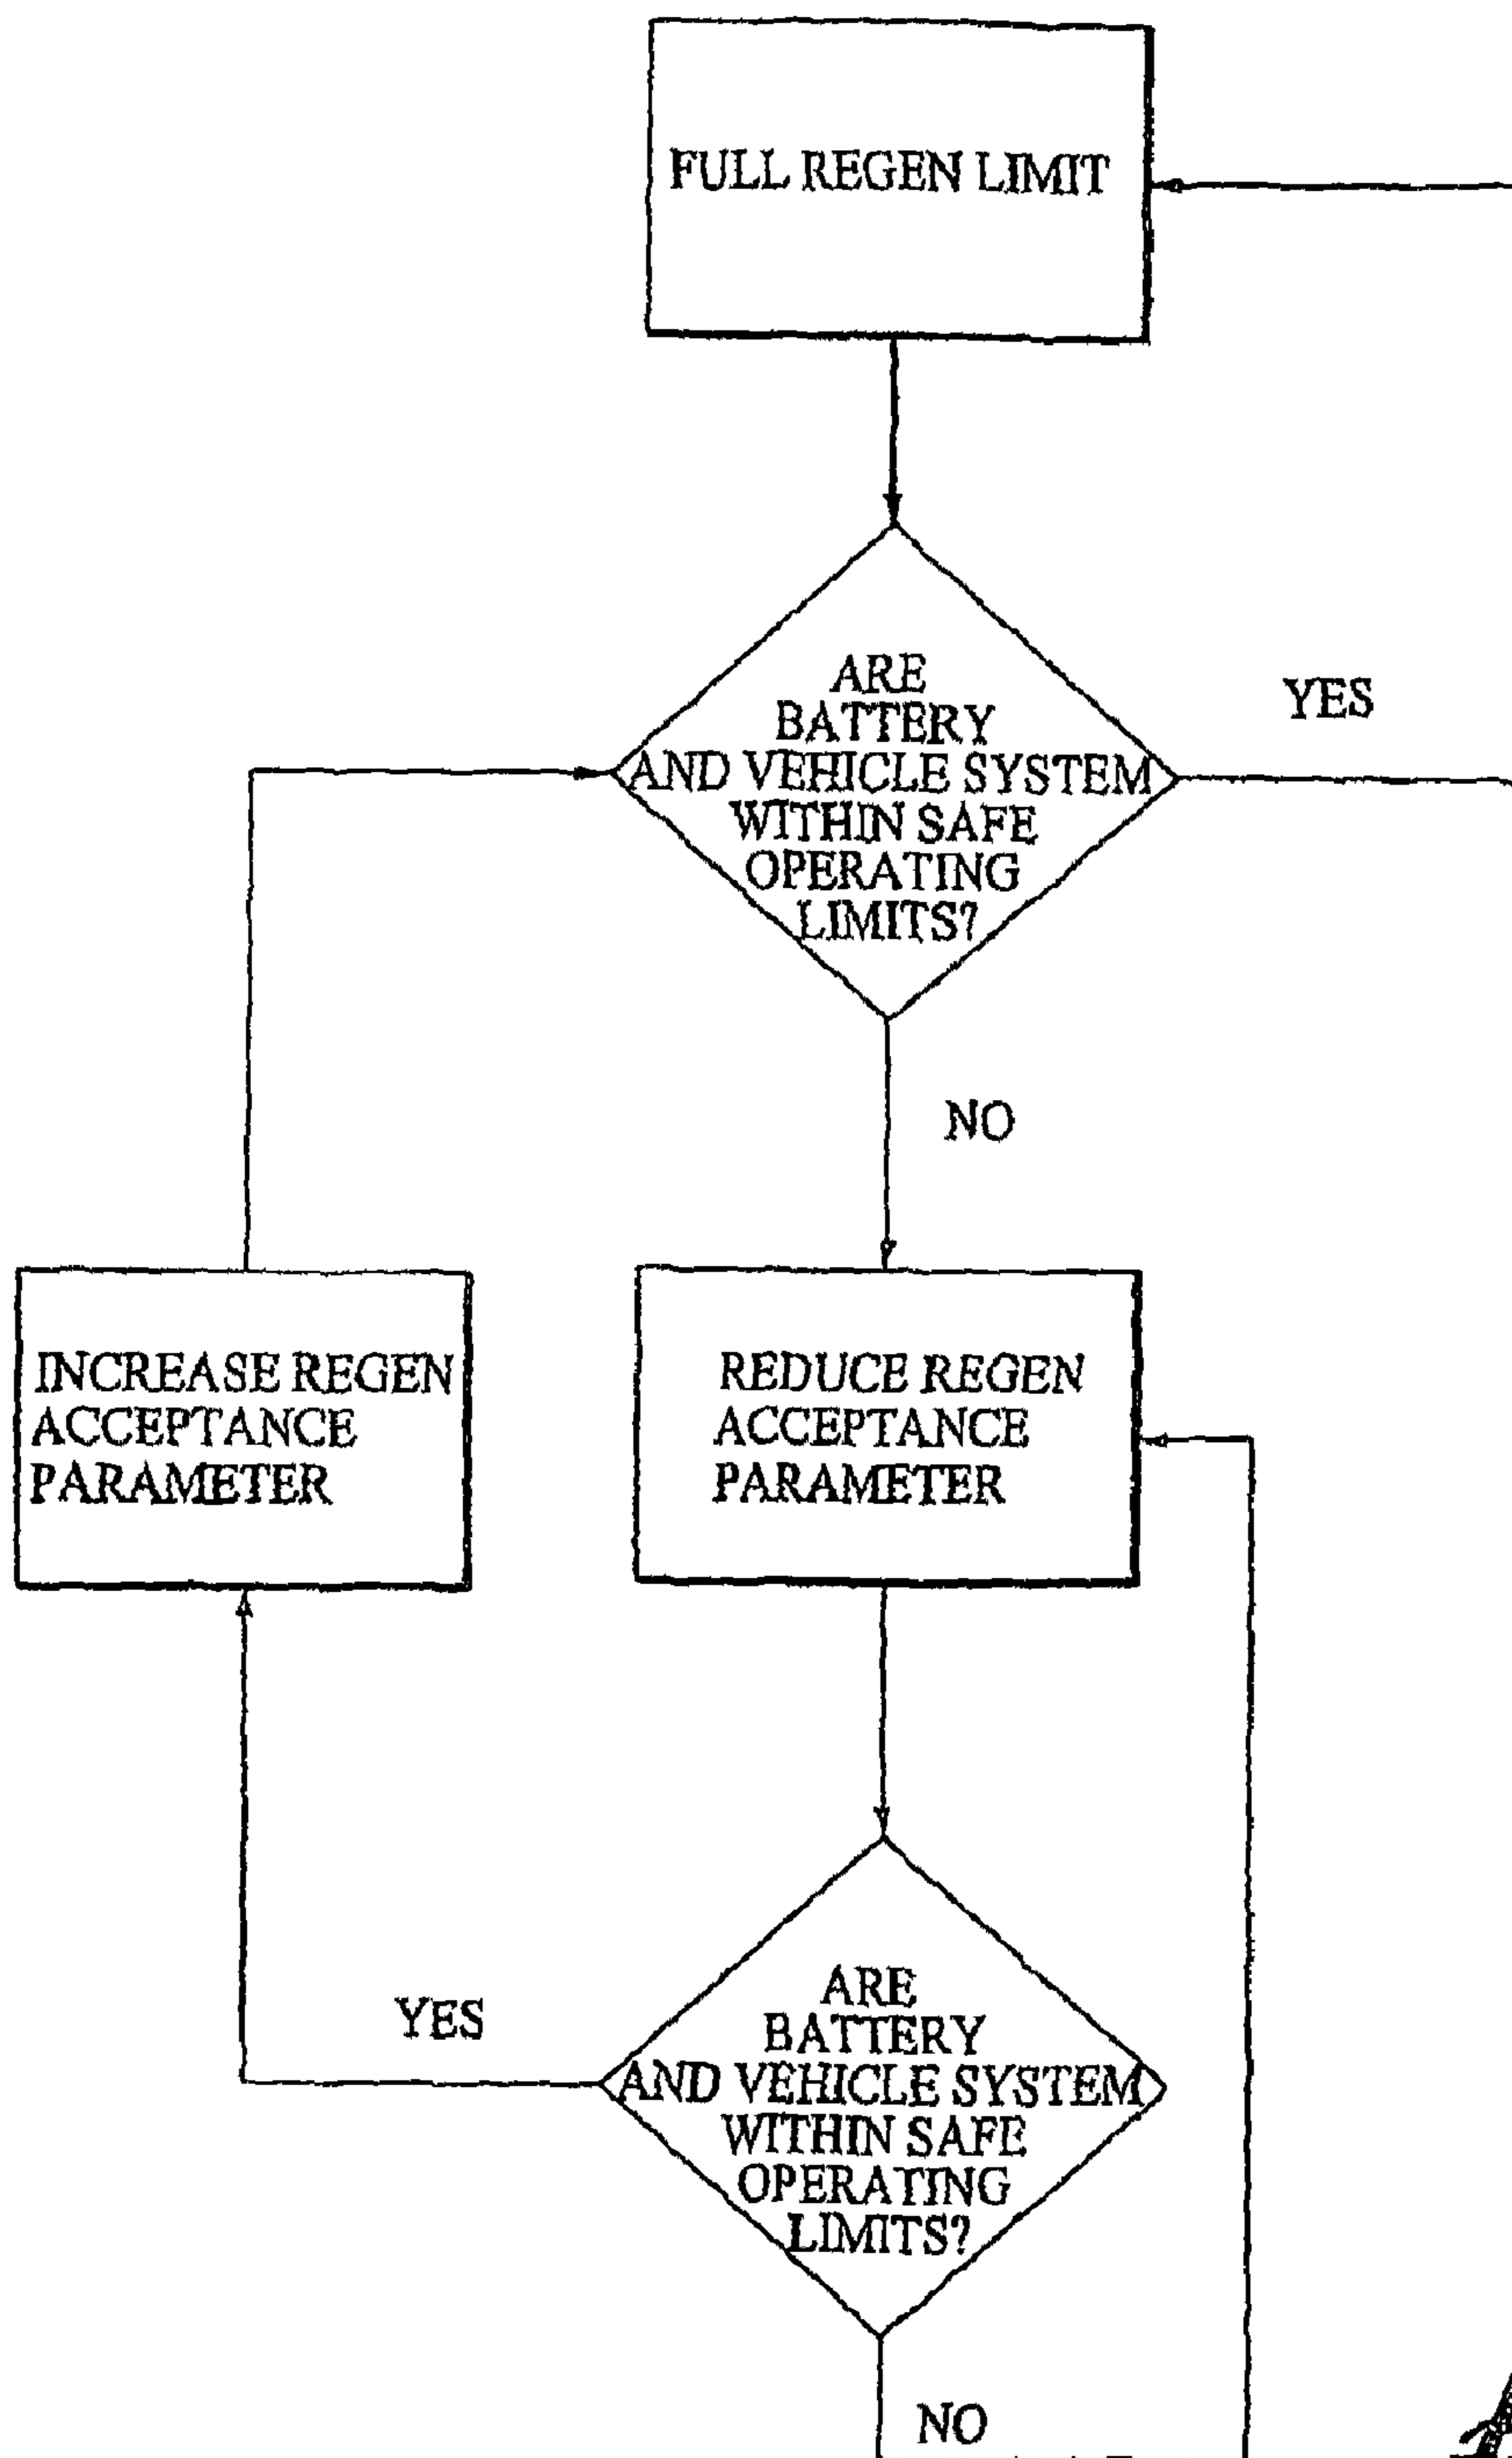 FULL REGEN LIMIT
ARE
BATTERY
AND VEHICLE SYSTEM
WITHIN SAFE
OPERATING
LIMITS?
YES
NO
INCREASE REGEN
ACCEPTANCE
PARAMETER
REDUCE REGEN
ACCEPTANCE
PARAMETER
ARE
BATTERY
AND VEHICLE SYSTEM
WITHIN SAFE
OPERATING
LIMITS?
YES
NO